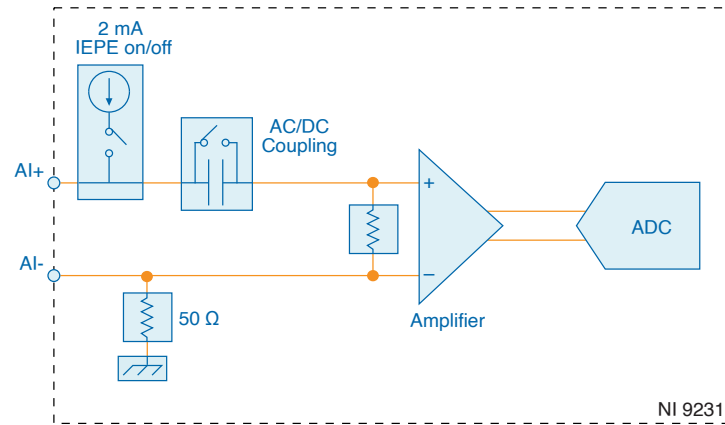 2 mA
IEPE on/off
AC/DC
Coupling
AI+
+
ADC
AI-
−
50 Ω
Amplifier
NI 9231